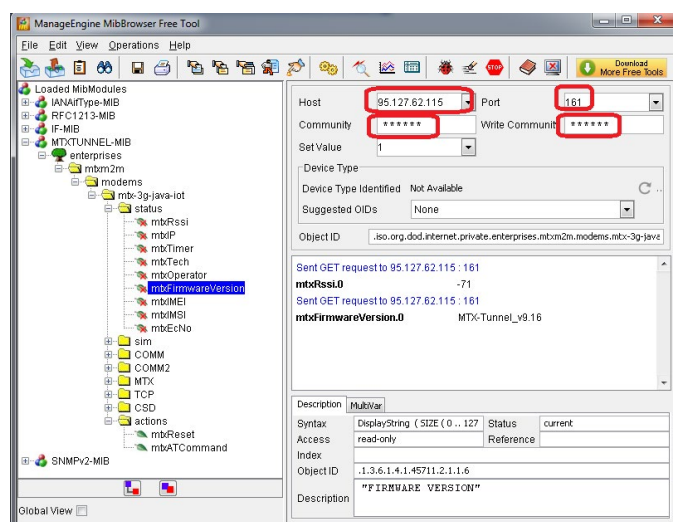 ManageEngine MibBrowser Free Tool
File Edit View Operations Help
STOP
Download
More Free Tools
Loaded MibModules
IANAifType-MIB
RFC1213-MIB
IF-MIB
MTXTUNNEL-MIB
enterprises
mtxm2m
modems
mtx-3g-java-iot
status
mtxRssi
mtxIP
mtxTimer
mtxTech
mtxOperator
mtxFirmwareVersion
mtxIMEI
mtxIMSI
mtxEcNo
sim
COMM
COMM2
MTX
TCP
CSD
actions
mtxReset
mtxATCommand
SNMPv2-MIB
Global View
Host 95.127.62.115 Port 161
Community ****** Write Communit ******
Set Value 1
Device Type
Device Type Identified Not Available
Suggested OIDs None
Object ID .iso.org.dod.internet.private.enterprises.mtxm2m.modems.mtx-3g-java
Sent GET request to 95.127.62.115 : 161
mtxRssi.0 -71
Sent GET request to 95.127.62.115 : 161
mtxFirmwareVersion.0 MTX-Tunnel_v9.16
Description MultiVar
Syntax DisplayString ( SIZE ( 0 .. 127 Status current
Access read-only Reference
Index
Object ID .1.3.6.1.4.1.45711.2.1.1.6
Description "FIRMWARE VERSION"